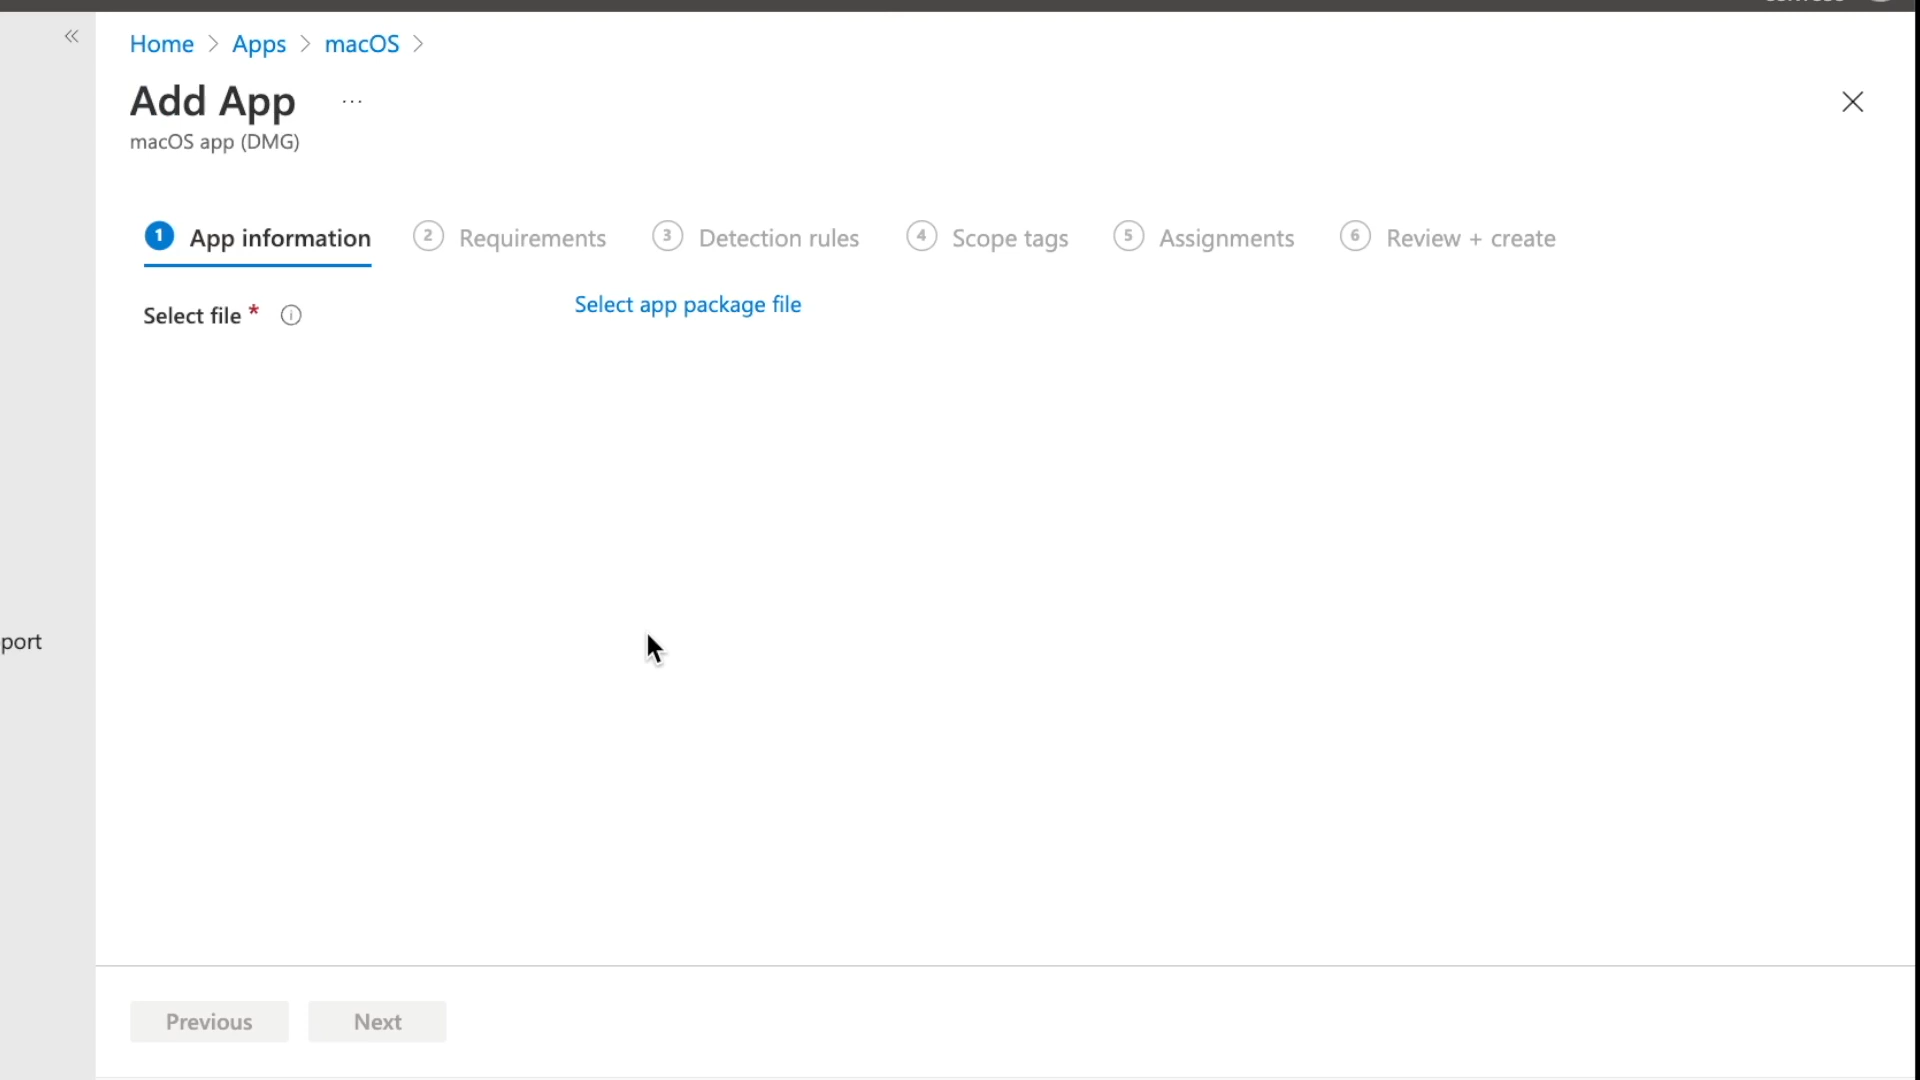 Home > Apps > macOS >
Add App ...
macOS app (DMG)
1 App information 2 Requirements 3 Detection rules 4 Scope tags 5 Assignments 6 Review + create
Select file * Select app package file
port
Previous Next